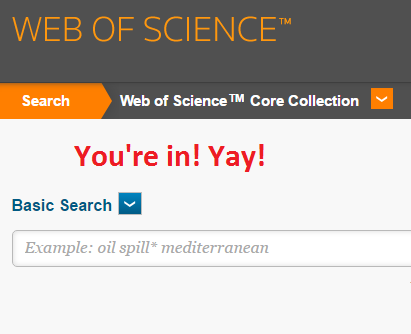 WEB OF SCIENCE™
Search
Web of Science™ Core Collection
You're in! Yay!
Basic Search
Example: oil spill* mediterranean